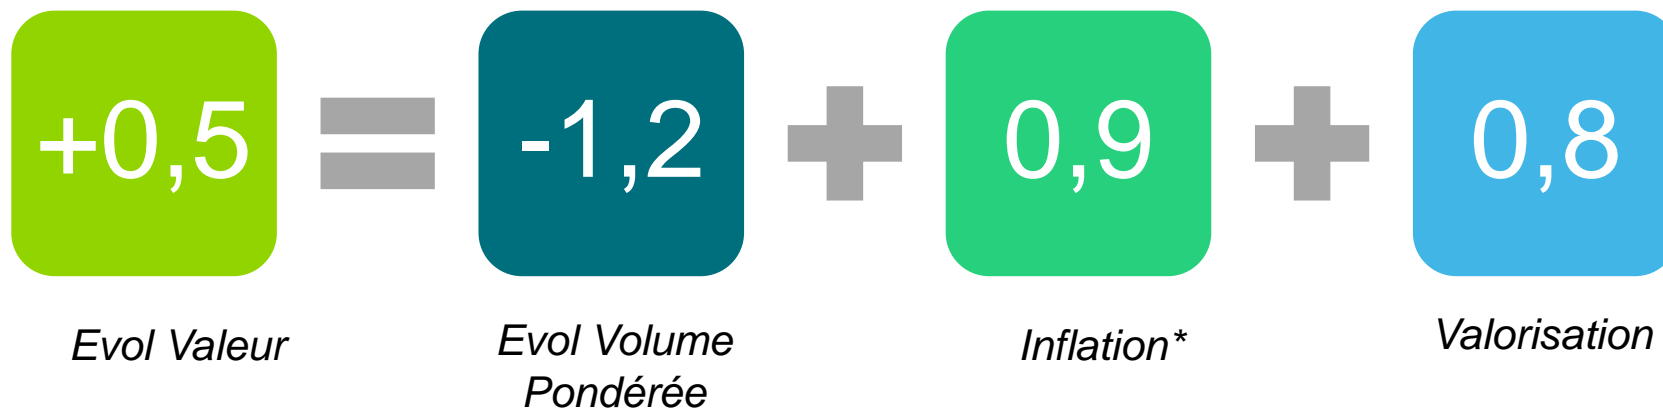 +0,5
-1,2
0,9
0,8
Evol Valeur
Evol Volume
Pondérée
Inflation*
Valorisation